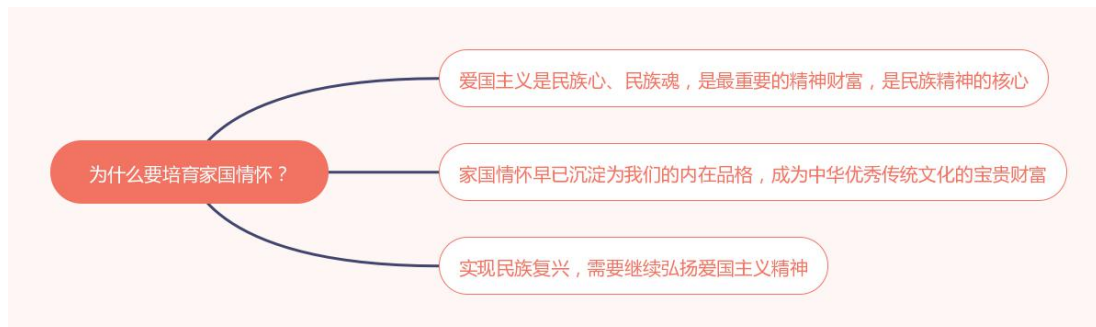 爱国主义是民族心、民族魂，是最重要的精神财富，是民族精神的核心
为什么要培育家国情怀？
家国情怀早已沉淀为我们的内在品格，成为中华优秀传统文化的宝贵财富
实现民族复兴，需要继续弘扬爱国主义精神